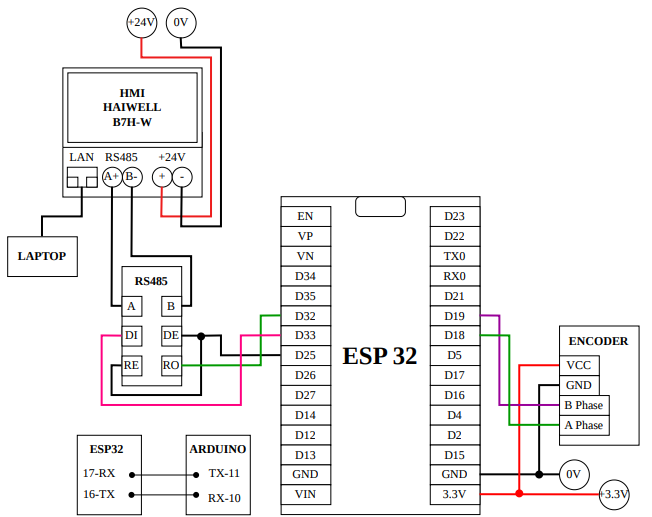 +24V
0V
HMI
HAIWELL
B7H-W
LAN RS485 +24V
A+ B- + -
LAPTOP
RS485
A B
DI DE
RE RO
EN
VP
VN
D34
D35
D32
D33
D25
D26
D27
D14
D12
D13
GND
VIN
ESP 32
D23
D22
TX0
RX0
D21
D19
D18
D5
D17
D16
D4
D2
D15
GND
3.3V
ENCODER
VCC
GND
B Phase
A Phase
0V
+3.3V
ESP32
17-RX
16-TX
ARDUINO
TX-11
RX-10